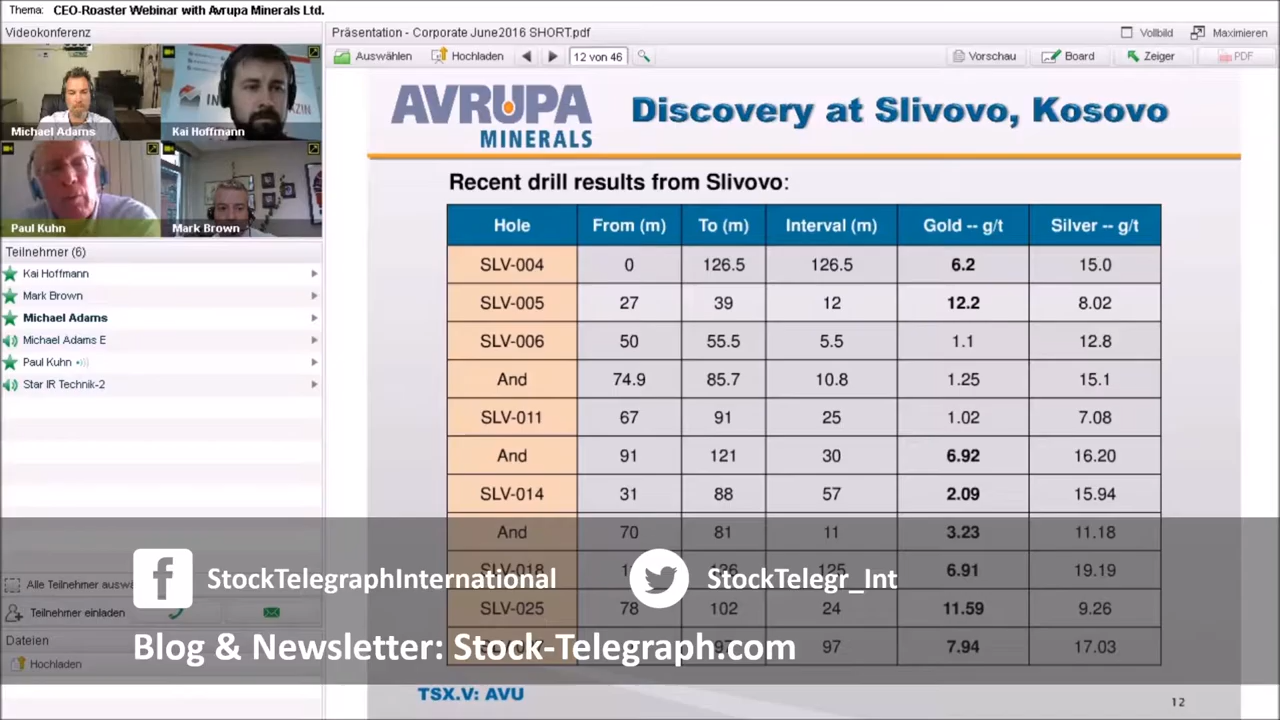 Thema: CEO-Roaster Webinar with Avrupa Minerals Ltd.
Videokonferenz
Michael Adams
Kai Hoffmann
Paul Kuhn
Mark Brown
Teilnehmer (6)
Kai Hoffmann
Mark Brown
Michael Adams
Michael Adams E
Paul Kuhn
Star IR Technik-2
Alle Teilnehmer
Teilnehmer einladen
Dateien
Hochladen
Präsentation - Corporate June2016 SHORT.pdf
Vollbild Maximieren
Auswählen Hochladen 12 von 46 Vorschau Board Zeiger PDF
AVRUPA
MINERALS
Discovery at Slivovo, Kosovo
Recent drill results from Slivovo:
Hole From (m) To (m) Interval (m) Gold -- g/t Silver -- g/t
SLV-004 0 126.5 126.5 6.2 15.0
SLV-005 27 39 12 12.2 8.02
SLV-006 50 55.5 5.5 1.1 12.8
And 74.9 85.7 10.8 1.25 15.1
SLV-011 67 91 25 1.02 7.08
And 91 121 30 6.92 16.20
SLV-014 31 88 57 2.09 15.94
And 70 81 11 3.23 11.18
SLV-018 125 6.91 19.19
SLV-025 78 102 24 11.59 9.26
97 7.94 17.03
StockTelegraphInternational
StockTelegr_Int
Blog & Newsletter: Stock-Telegraph.com
TSX.V: AVU
12